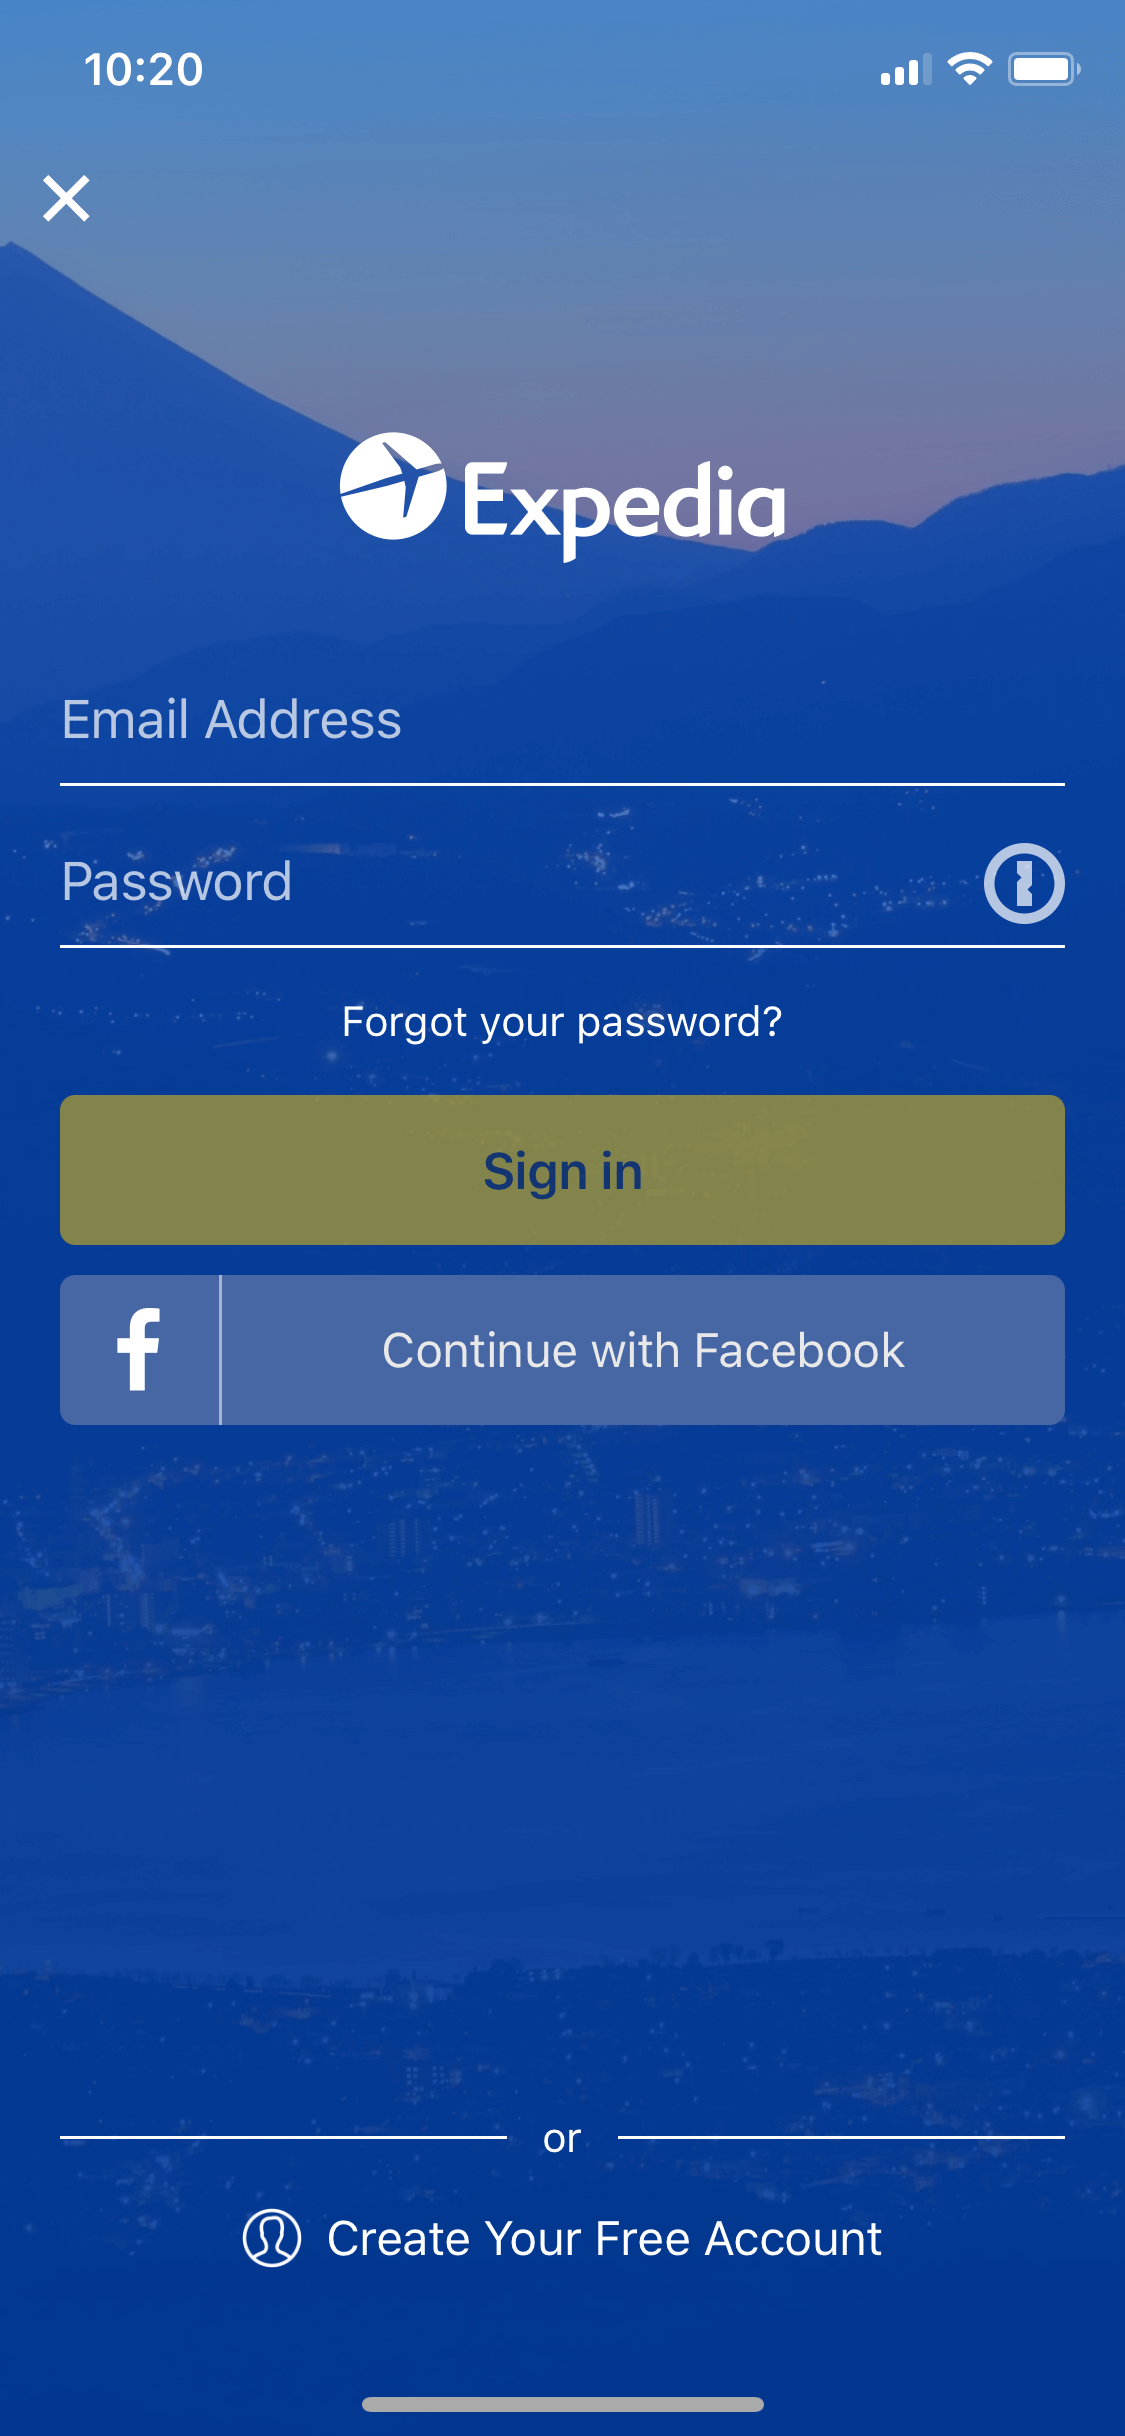 10:20
Expedia
Email Address
Password
Forgot your password?
Sign in
Continue with Facebook
or
Create Your Free Account